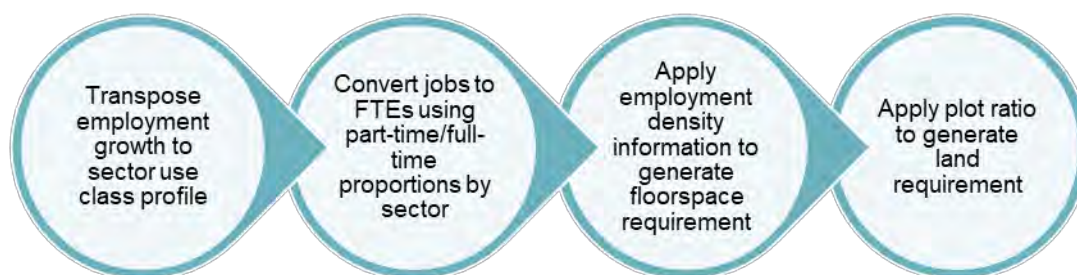 Transpose
employment
growth to
sector use
class profile
Convert jobs to
FTEs using
part-time/full-
time
proportions by
sector
Apply
employment
density
information to
generate
floorspace
requirement
Apply plot ratio
to generate
land
requirement